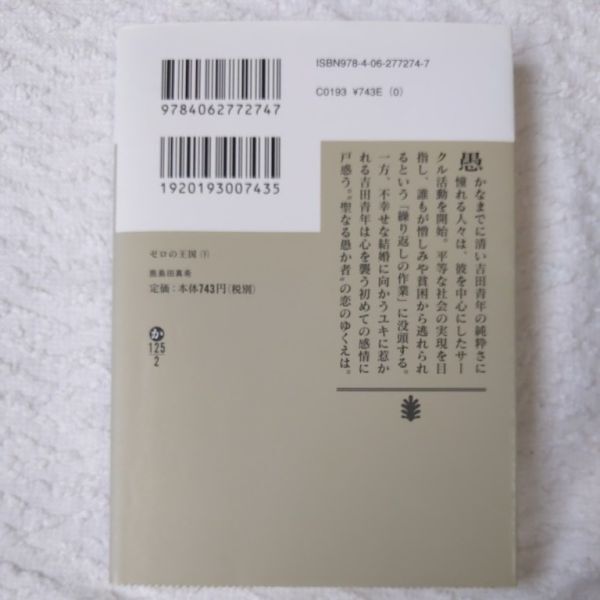 ISBN978-4-06-277274-7
C0193 ¥743E (0)
9784062772747
1920193007435
愚かなまでに清い吉田青年の純粋さに
憧れる人々は、彼を中心にしたサー
クル活動を開始。平等な社会の実現を目
指し、誰もが憎しみや貧困から逃れられ
るという「繰り返しの作業」に没頭する。
一方、不幸せな結婚に向かうユキに惹か
れる吉田青年は心を襲う初めての感情に
戸惑う。“聖なる愚か者”の恋のゆくえは。
ゼロの王国（下）
鹿島田真希
定価：本体743円（税別）
か
125
2